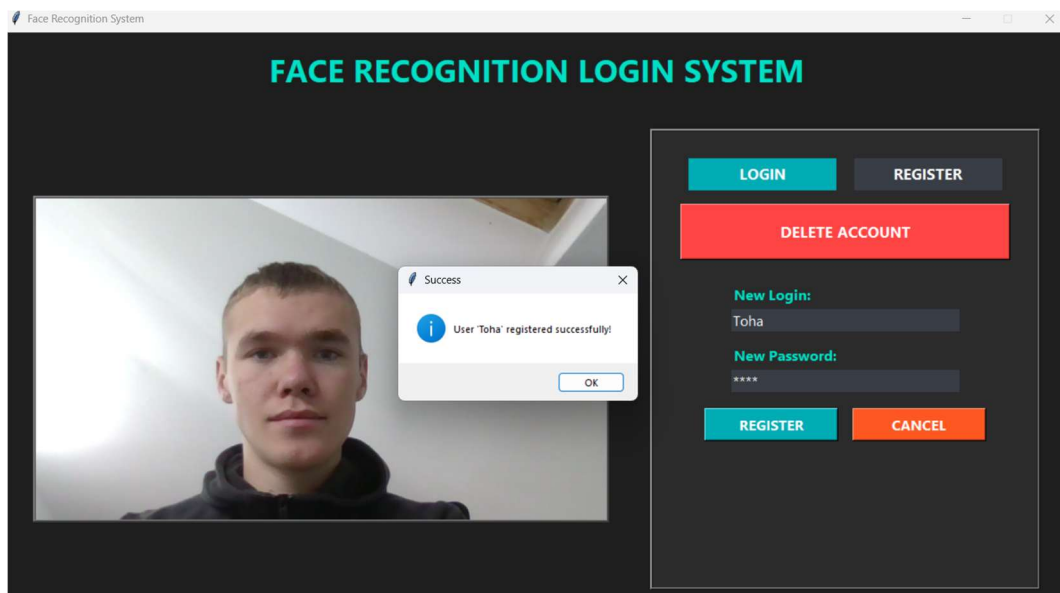 Face Recognition System
FACE RECOGNITION LOGIN SYSTEM
LOGIN REGISTER
DELETE ACCOUNT
Success
User 'Toha' registered successfully!
OK
New Login:
Toha
New Password:
****
REGISTER CANCEL